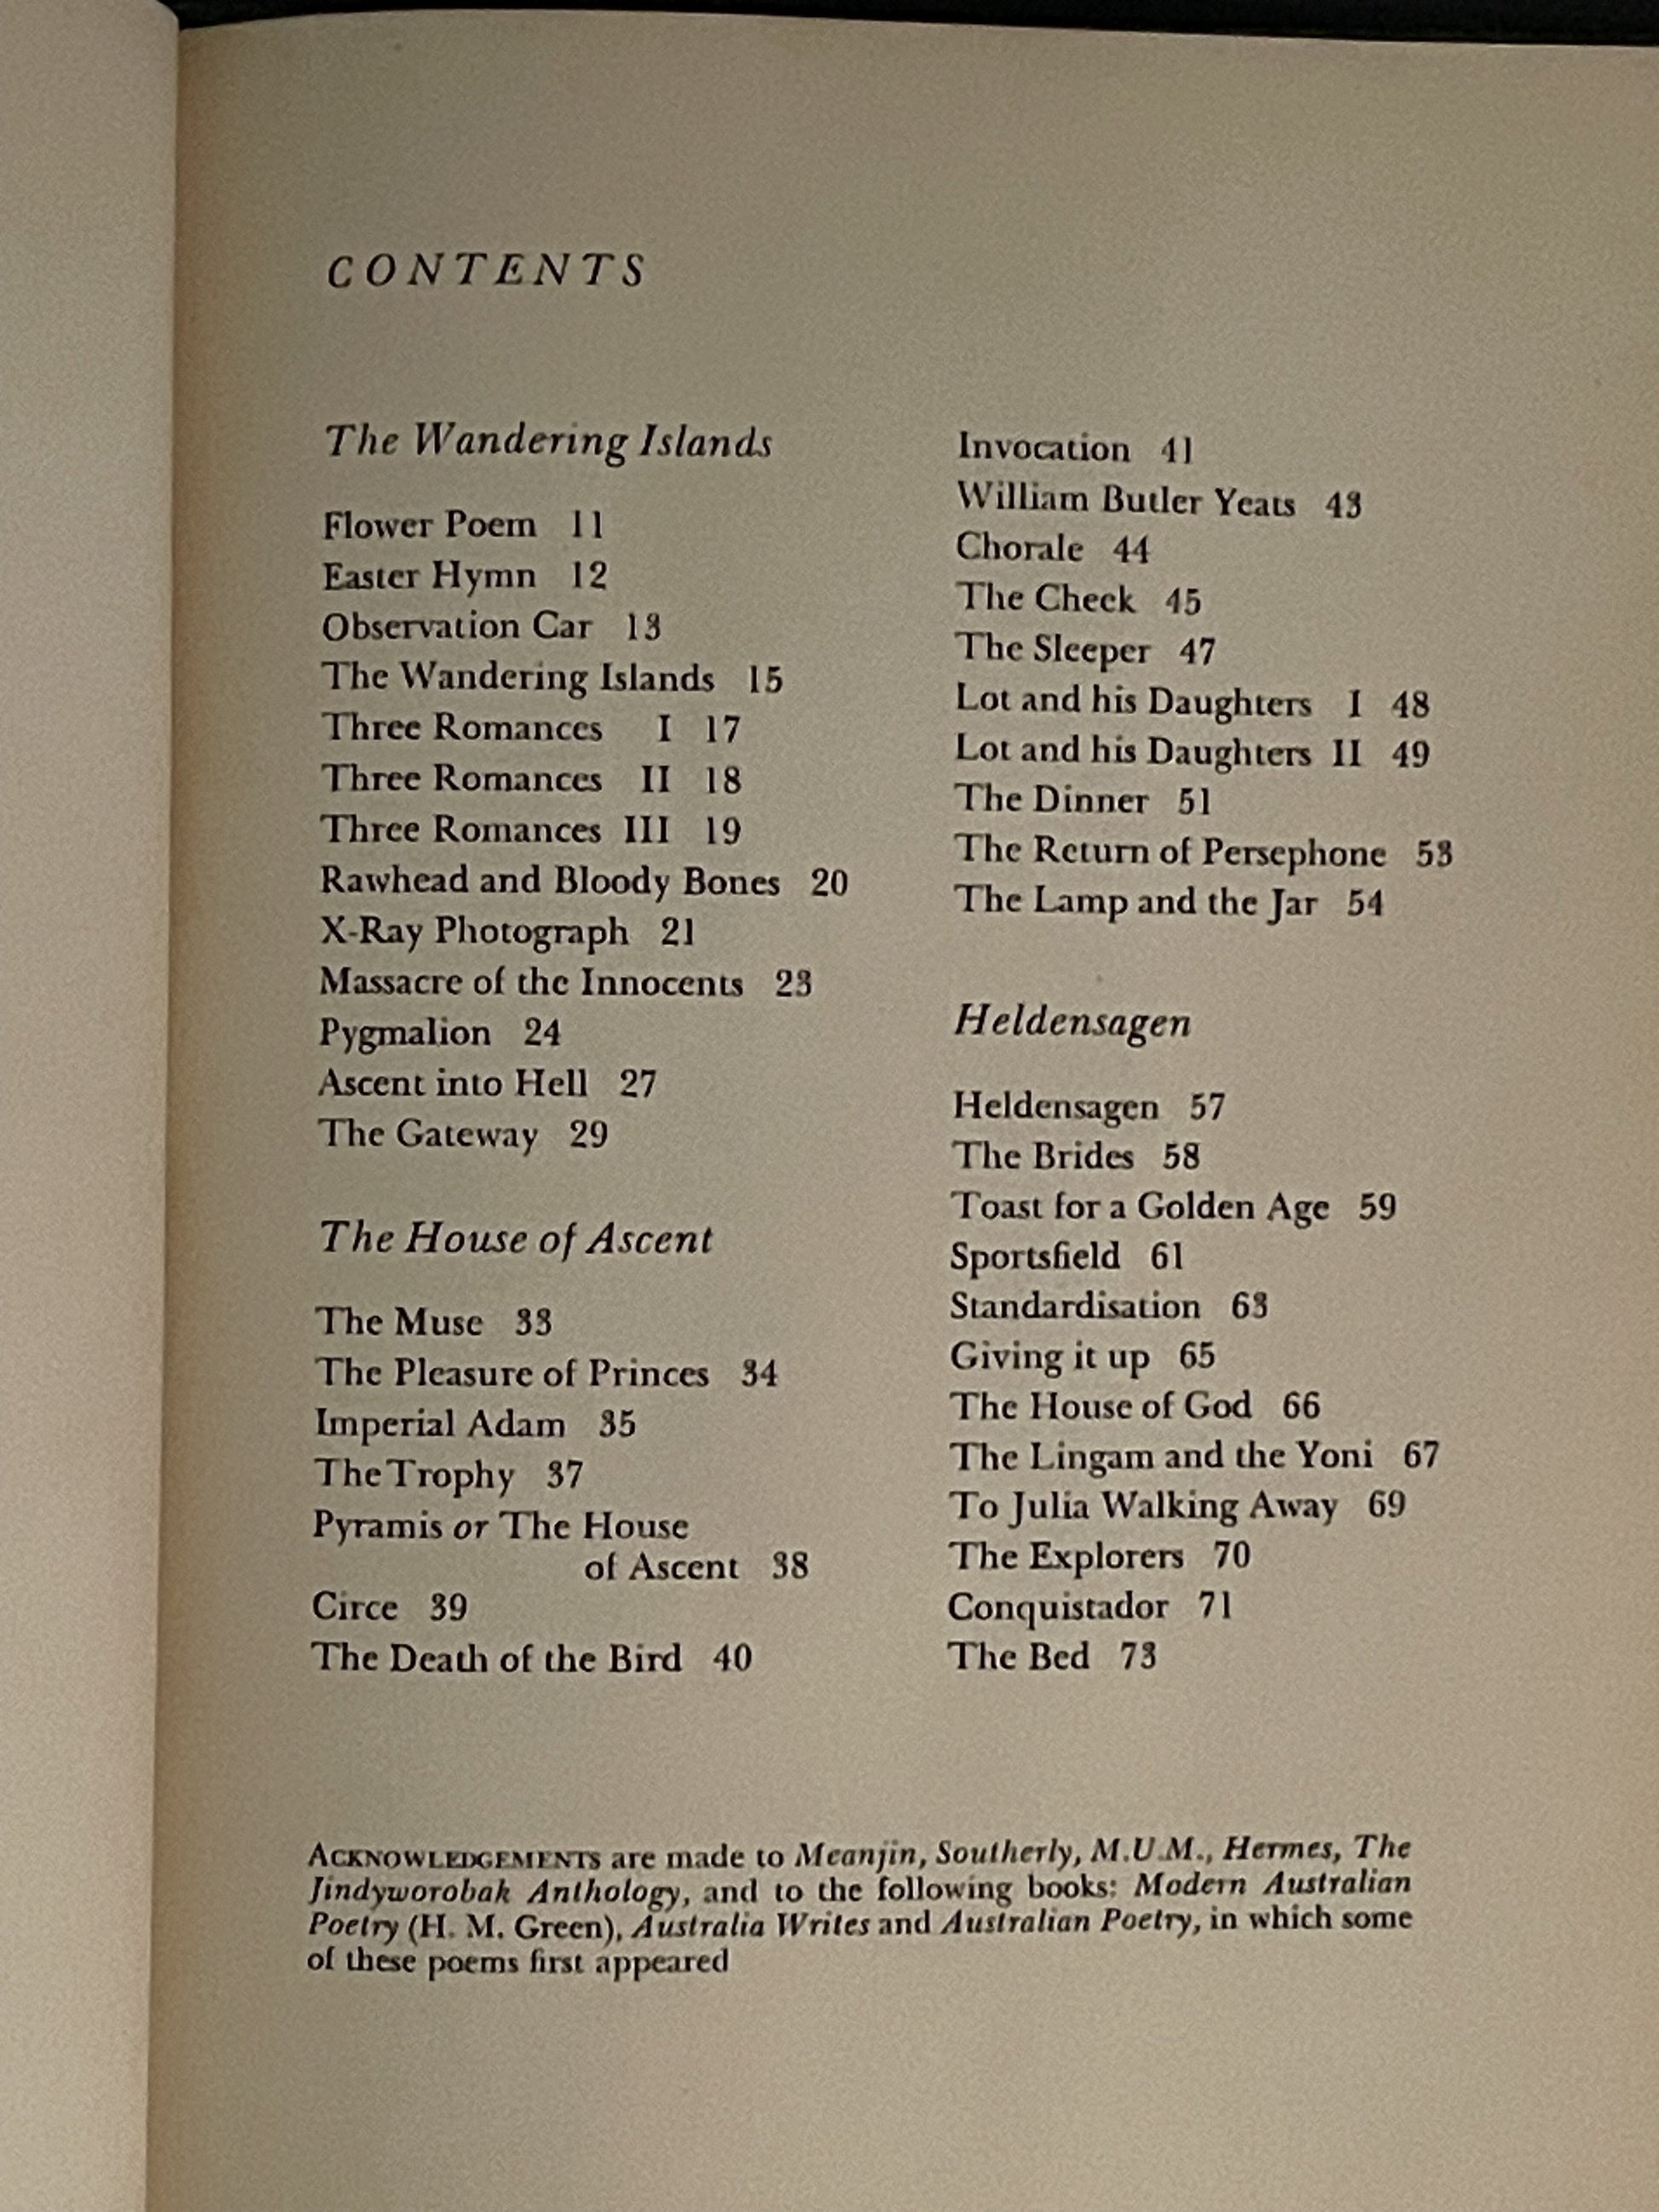 CONTENTS
The Wandering Islands
Flower Poem 11
Easter Hymn 12
Observation Car 13
The Wandering Islands 15
Three Romances I 17
Three Romances II 18
Three Romances III 19
Rawhead and Bloody Bones 20
X-Ray Photograph 21
Massacre of the Innocents 23
Pygmalion 24
Ascent into Hell 27
The Gateway 29
The House of Ascent
The Muse 33
The Pleasure of Princes 34
Imperial Adam 35
The Trophy 37
Pyramis or The House
of Ascent 38
Circe 39
The Death of the Bird 40
Invocation 41
William Butler Yeats 43
Chorale 44
The Check 45
The Sleeper 47
Lot and his Daughters I 48
Lot and his Daughters II 49
The Dinner 51
The Return of Persephone 53
The Lamp and the Jar 54
Heldensagen
Heldensagen 57
The Brides 58
Toast for a Golden Age 59
Sportsfield 61
Standardisation 63
Giving it up 65
The House of God 66
The Lingam and the Yoni 67
To Julia Walking Away 69
The Explorers 70
Conquistador 71
The Bed 73
ACKNOWLEDGEMENTS are made to Meanjin, Southerly, M.U.M., Hermes, The
Jindyworobak Anthology, and to the following books: Modern Australian
Poetry (H. M. Green), Australia Writes and Australian Poetry, in which some
of these poems first appeared